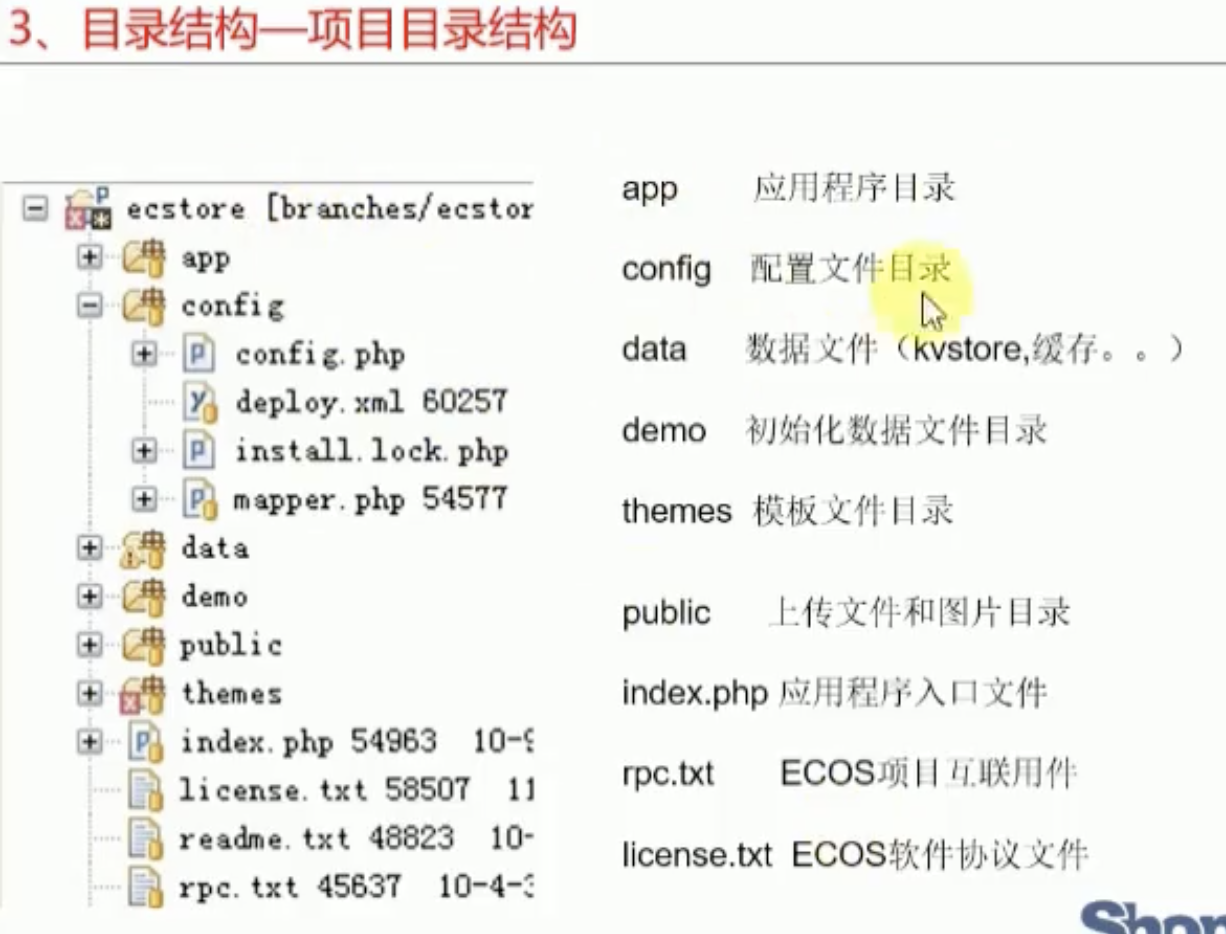 3、目录结构—项目目录结构
ecstore [branches/ecstor
app
config
config.php
deploy.xml 60257
install.lock.php
mapper.php 54577
data
demo
public
themes
index.php 54963 10-9
license.txt 58507 11
readme.txt 48823 10-
rpc.txt 45637 10-4-3
app 应用程序目录
config 配置文件目录
data 数据文件（kvstore,缓存。。）
demo 初始化数据文件目录
themes 模板文件目录
public 上传文件和图片目录
index.php 应用程序入口文件
rpc.txt ECOS项目互联用件
license.txt ECOS软件协议文件
Shop